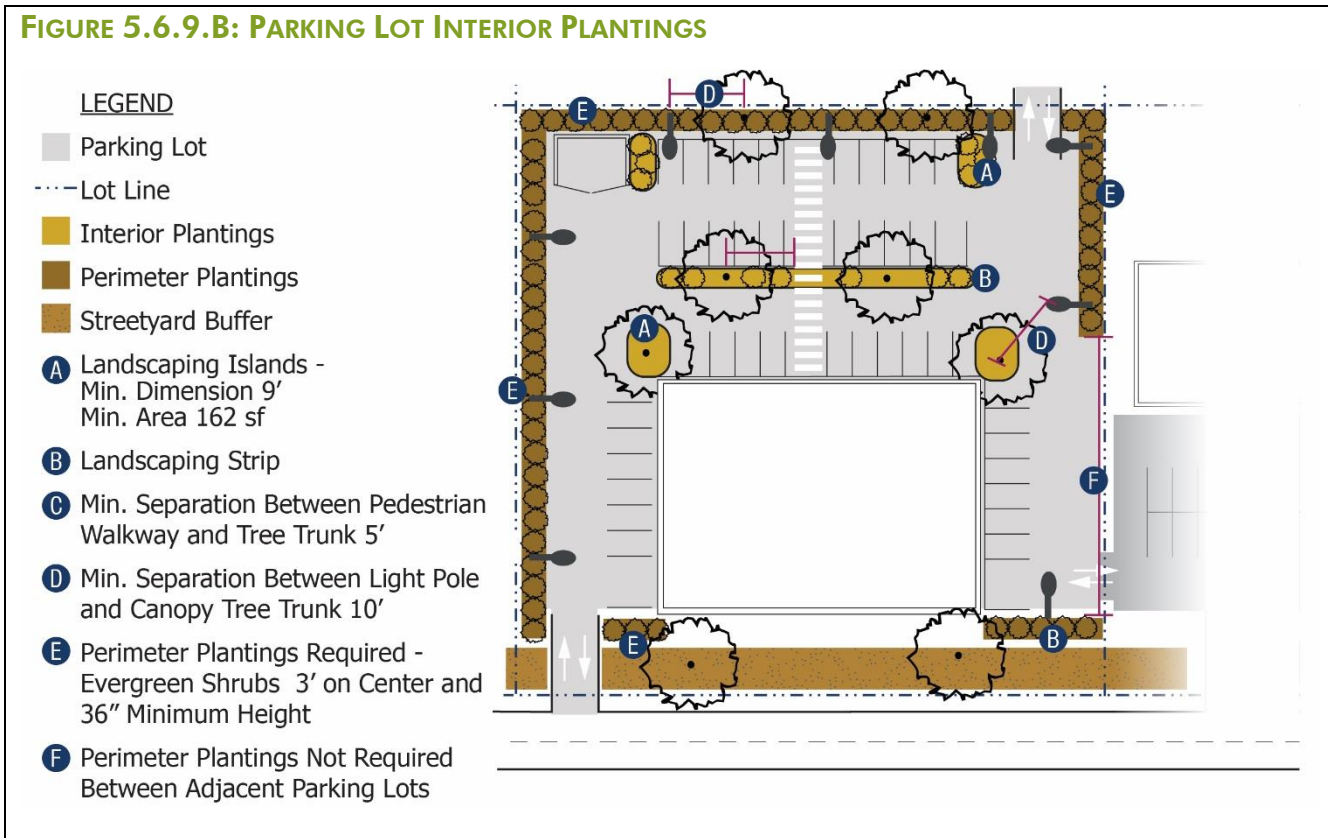 FIGURE 5.6.9.B: PARKING LOT INTERIOR PLANTINGS
LEGEND
Parking Lot
Lot Line
Interior Plantings
Perimeter Plantings
Streetyard Buffer
A Landscaping Islands -
Min. Dimension 9’
Min. Area 162 sf
B Landscaping Strip
C Min. Separation Between Pedestrian
Walkway and Tree Trunk 5’
D Min. Separation Between Light Pole
and Canopy Tree Trunk 10’
E Perimeter Plantings Required -
Evergreen Shrubs 3’ on Center and
36” Minimum Height
F Perimeter Plantings Not Required
Between Adjacent Parking Lots
D
E
A
E
B
A
D
E
F
E
B